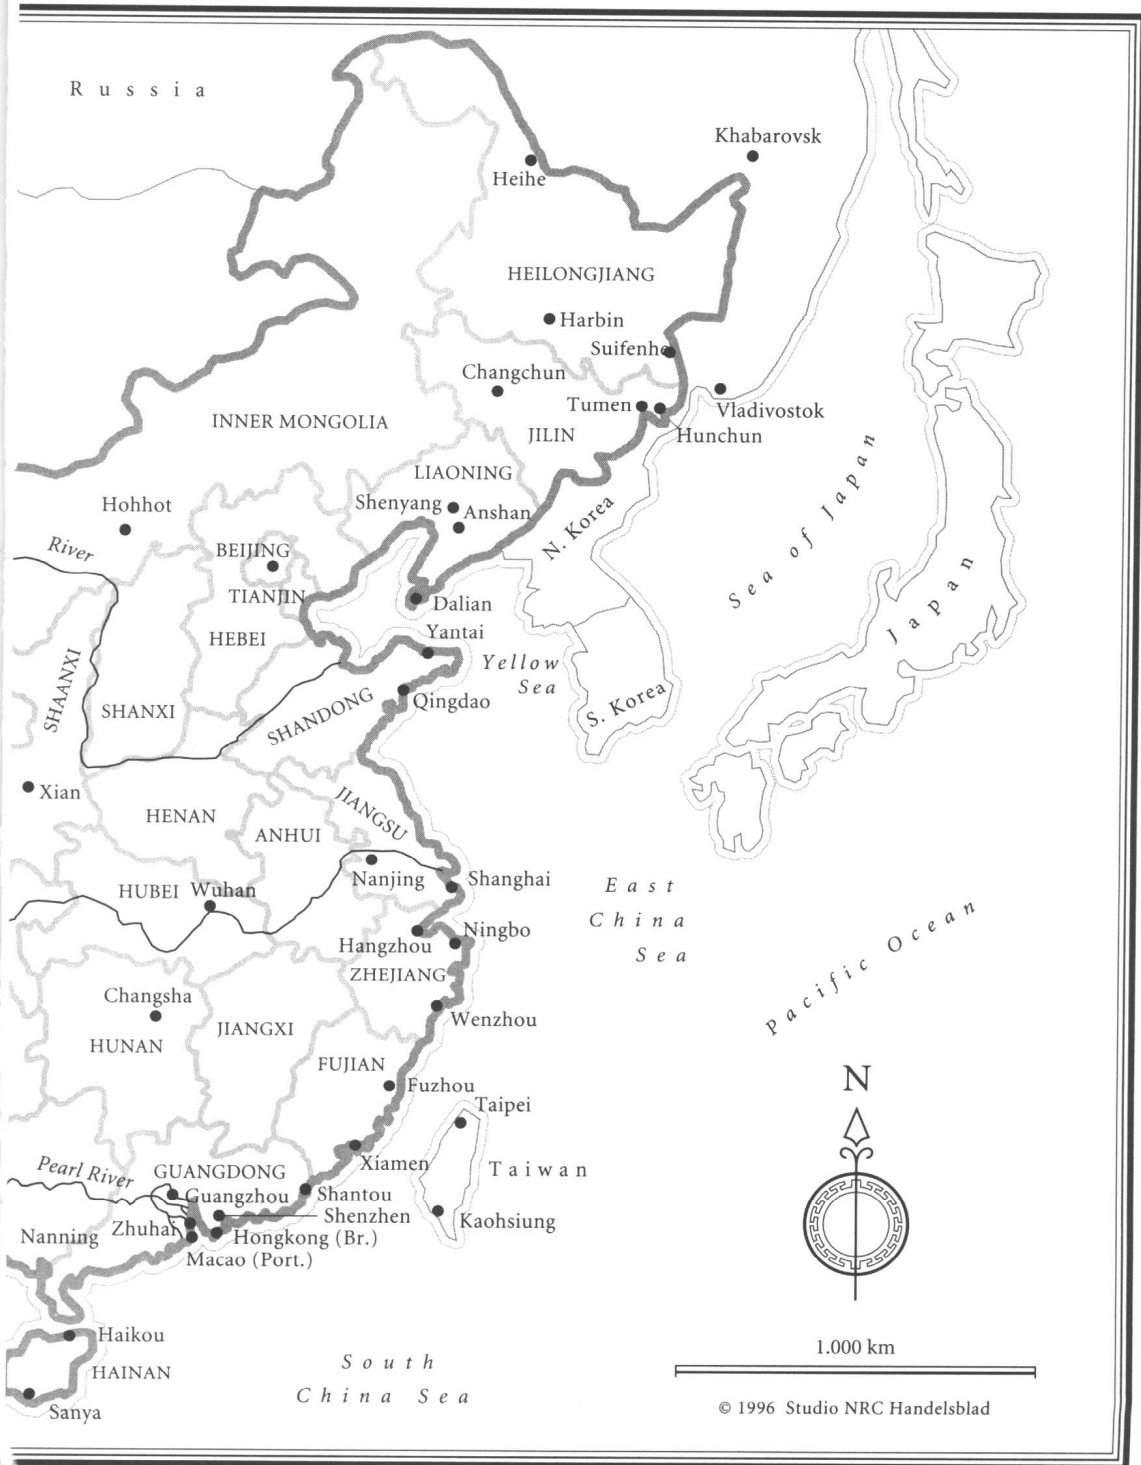 Russia
Khabarovsk
Heihe
HEILONGJIANG
Harbin
Suifenhe
Changchun
Vladivostok
Tumen
Hunchun
INNER MONGOLIA
JILIN
LIAONING
Shenyang
Anshan
Hohhot
N. Korea
Sea of Japan
River
BEIJING
TIANJIN
Dalian
Japan
HEBEI
Yantai
Yellow
Sea
SHAANXI
SHANXI
SHANDONG
Qingdao
S. Korea
Xian
HENAN
JIANGSU
ANHUI
HUBEI
Wuhan
Nanjing
Shanghai
East
China
Sea
Hangzhou
Ningbo
Pacific Ocean
ZHEJIANG
Changsha
Wenzhou
JIANGXI
HUNAN
FUJIAN
Fuzhou
N
Taipei
Pearl River
GUANGDONG
Xiamen
Taiwan
Guangzhou
Shantou
Shenzhen
Kaohsiung
Nanning
Zhuhai
Hongkong (Br.)
Macao (Port.)
Haikou
HAINAN
Sanya
South
China Sea
1.000 km
© 1996 Studio NRC Handelsblad